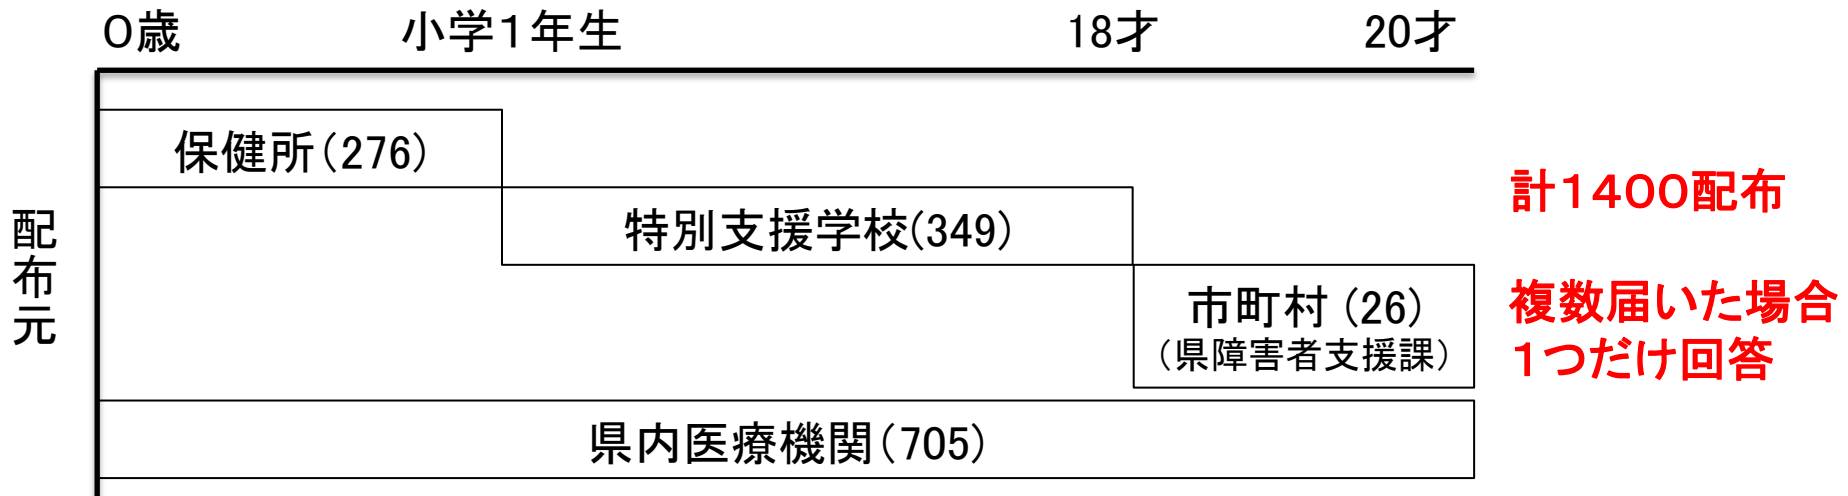 0歳 小学1年生 18才 20才
配布元
保健所(276)
特別支援学校(349)
市町村(26)
(県障害者支援課)
県内医療機関(705)
計1400配布
複数届いた場合
1つだけ回答